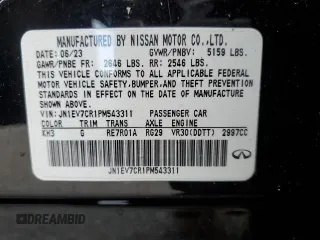 MANUFACTURED BY NISSAN MOTOR CO.,LTD.
06/23 GVWR/PNBV: 5159 LBS.
GAWR/PNBE FR: 2646 LBS. RR: 2546 LBS.
THIS VEHICLE CONFORMS TO ALL APPLICABLE FEDERAL
MOTOR VEHICLE SAFETY,BUMPER,AND THEFT PREVENTION
STANDARDS IN EFFECT ON THE DATE OF MANUFACTURE
SHOWN ABOVE.
VIN: JN1EV7CR1PM543311 PASSENGER CAR
COLOR TRIM TRANS AXLE ENGINE
KH3 G RE7R01A RG29 VR30(DDTT) 2997CC
JN1EV7CR1PM543311
DREAMBID